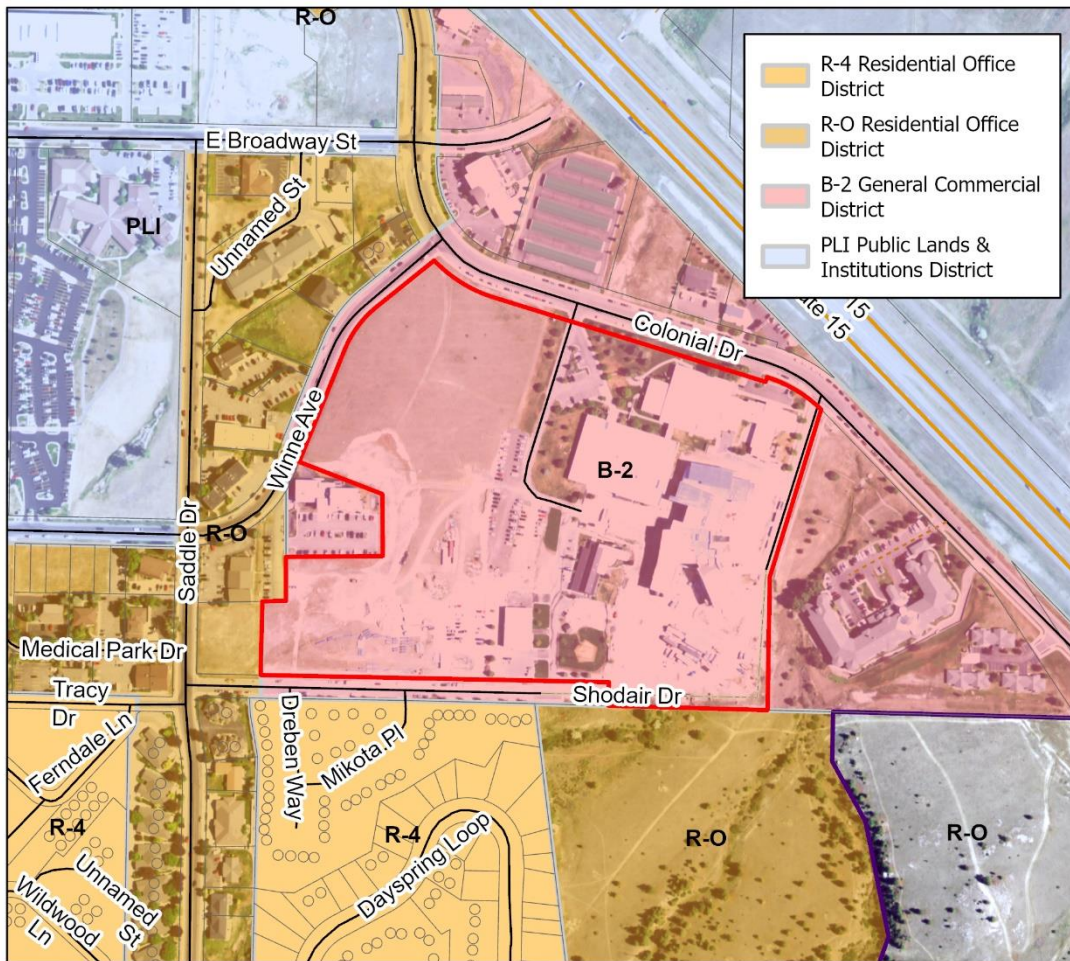 R-O
R-4 Residential Office
District
R-O Residential Office
District
B-2 General Commercial
District
PLI Public Lands &
Institutions District
E Broadway St
Unnamed St
PLI
15
ate 15
Colonial Dr
Winne Ave
B-2
Saddle Dr
R-O
Medical Park Dr
Tracy
Dr
Shodair Dr
Ferndale Ln
Dreben Way
Mikota Pl
R-4
R-4
Dayspring Loop
R-O
R-O
Unnamed
St
Wildwood
Ln